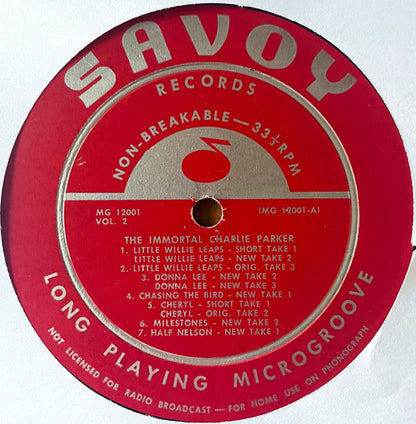 SAVOY
RECORDS
NON-BREAKABLE — 33 1/3 RPM
MG 12001
VOL. 2
(MG 12001-A)
THE IMMORTAL CHARLIE PARKER
1. LITTLE WILLIE LEAPS - SHORT TAKE 1
LITTLE WILLIE LEAPS - NEW TAKE 2
2. LITTLE WILLIE LEAPS - ORIG. TAKE 3
3. DONNA LEE - NEW TAKE 2
DONNA LEE - NEW TAKE 3
4. CHASING THE BIRD - NEW TAKE 1
5. CHERYL - SHORT TAKE 1
CHERYL - ORIG. TAKE 2
6. MILESTONES - NEW TAKE 2
7. HALF NELSON - NEW TAKE 1
LONG PLAYING MICROGROOVE
NOT LICENSED FOR RADIO BROADCAST — FOR HOME USE ON PHONOGRAPH